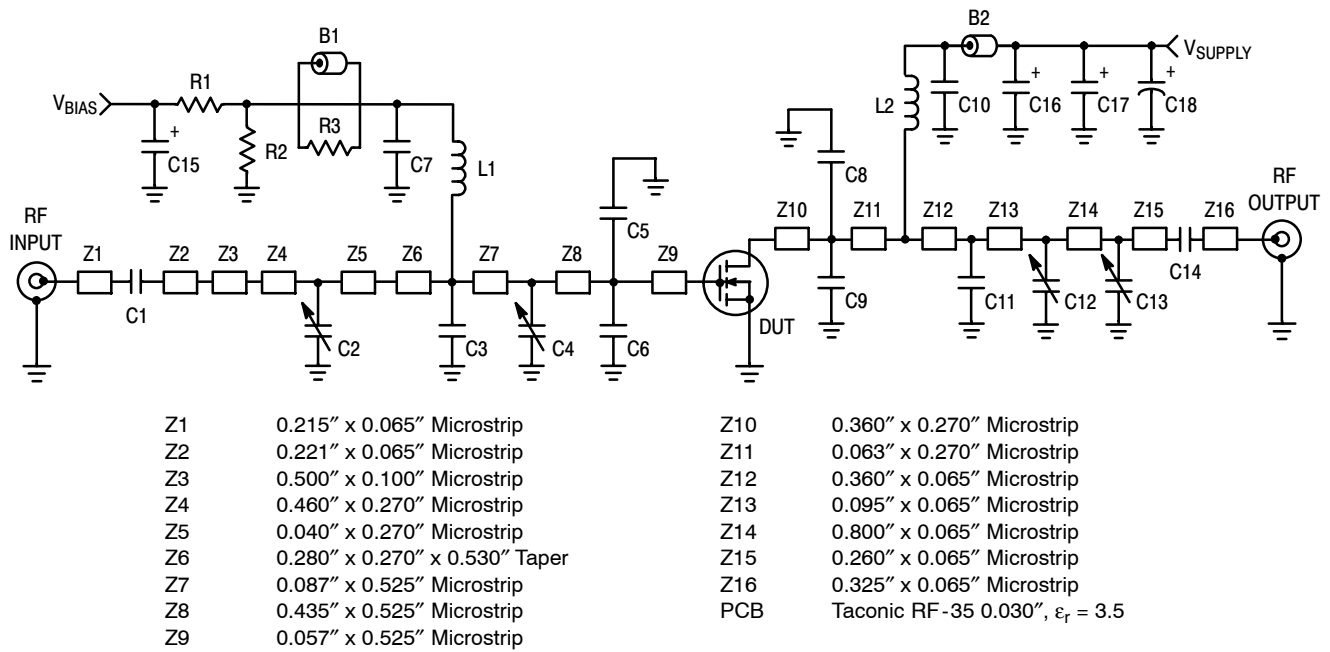 B1
B2
VSUPPLY
R1
VBIAS
+
+
+
C10
C16
C17
C18
L2
+
R3
C15
R2
C7
L1
C8
RF
OUTPUT
RF
INPUT
C5
Z10
Z11
Z12
Z13
Z14
Z15
Z16
Z1
Z2
Z3
Z4
Z5
Z6
Z7
Z8
Z9
C14
C9
C11
C12
C13
C1
DUT
C2
C3
C4
C6
Z1 0.215″ x 0.065″ Microstrip
Z2 0.221″ x 0.065″ Microstrip
Z3 0.500″ x 0.100″ Microstrip
Z4 0.460″ x 0.270″ Microstrip
Z5 0.040″ x 0.270″ Microstrip
Z6 0.280″ x 0.270″ x 0.530″ Taper
Z7 0.087″ x 0.525″ Microstrip
Z8 0.435″ x 0.525″ Microstrip
Z9 0.057″ x 0.525″ Microstrip
Z10 0.360″ x 0.270″ Microstrip
Z11 0.063″ x 0.270″ Microstrip
Z12 0.360″ x 0.065″ Microstrip
Z13 0.095″ x 0.065″ Microstrip
Z14 0.800″ x 0.065″ Microstrip
Z15 0.260″ x 0.065″ Microstrip
Z16 0.325″ x 0.065″ Microstrip
PCB Taconic RF-35 0.030″, εr = 3.5